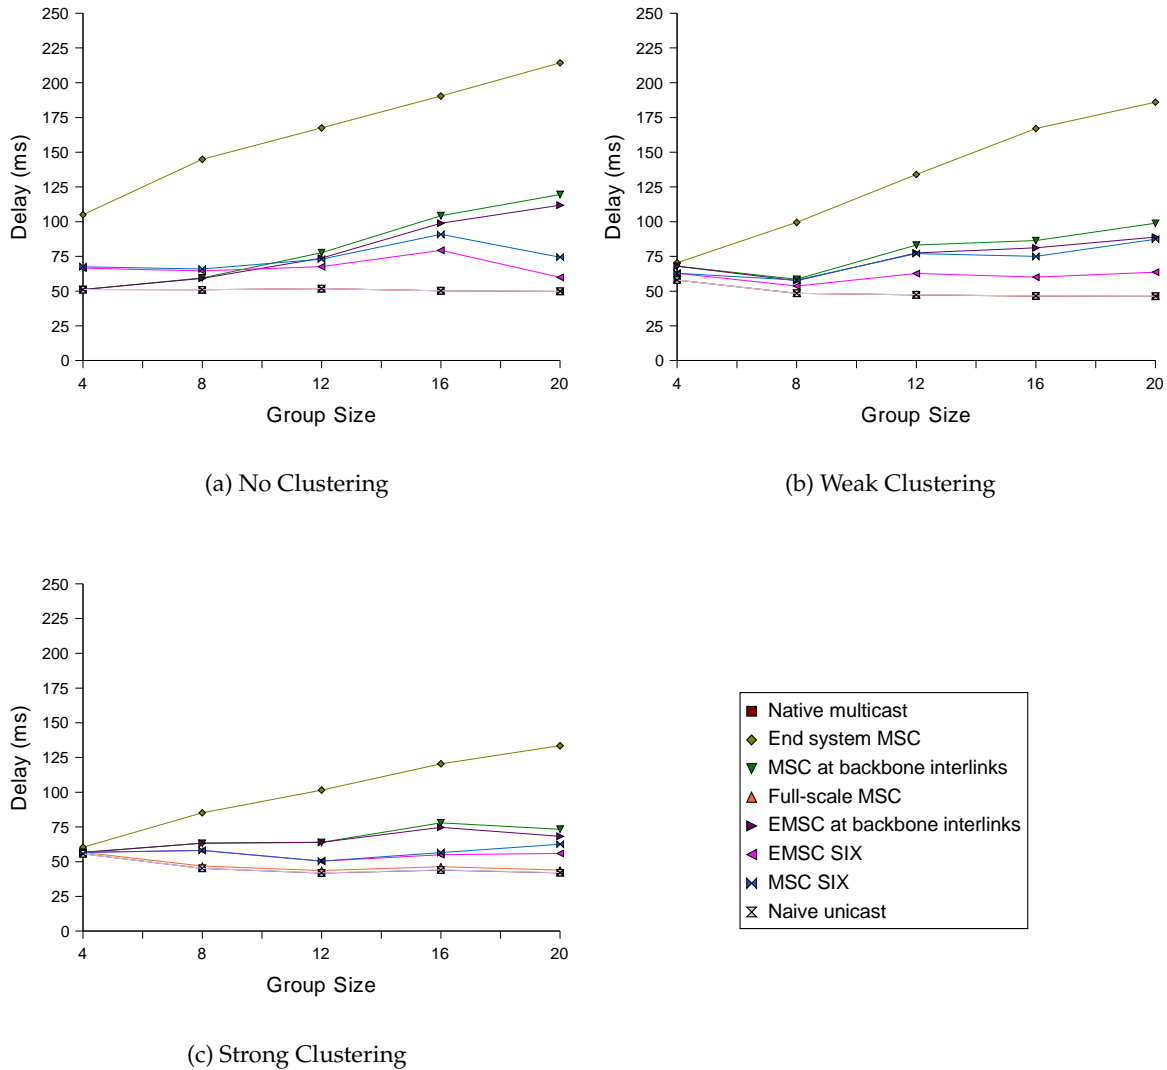 250
225
200
175
150
125
100
75
50
25
0
Delay (ms)
4 8 12 16 20
Group Size
(a) No Clustering
250
225
200
175
150
125
100
75
50
25
0
Delay (ms)
4 8 12 16 20
Group Size
(b) Weak Clustering
250
225
200
175
150
125
100
75
50
25
0
Delay (ms)
4 8 12 16 20
Group Size
(c) Strong Clustering
Native multicast
End system MSC
MSC at backbone interlinks
Full-scale MSC
EMSC at backbone interlinks
EMSC SIX
MSC SIX
Naive unicast